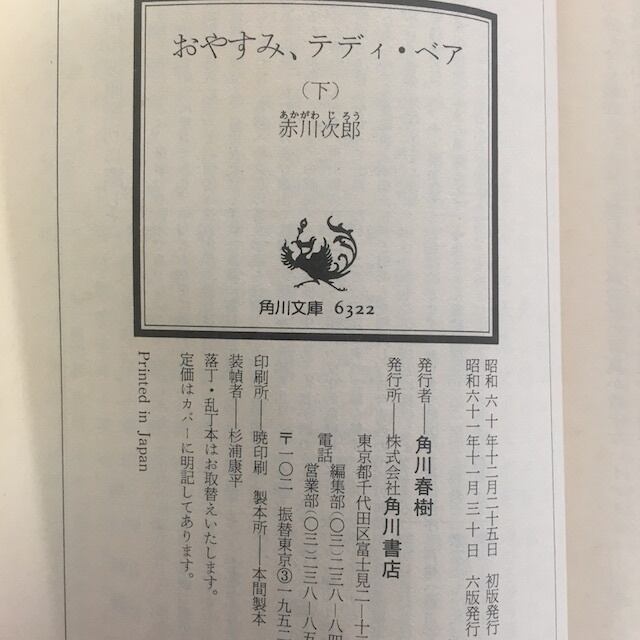 おやすみ、テディ・ベア
（下）
あかがわ じろう
赤川次郎
角川文庫 6322
昭和六十年十二月二十五日 初版発行
昭和六十一年十一月三十日 六版発行
発行者――角川春樹
発行所――株式会社角川書店
東京都千代田区富士見二―十
電話 編集部（〇三）二三八―八四
営業部（〇三）二三八―八五
〒一〇二 振替東京③一九五二
印刷所――暁印刷 製本所――本間製本
装幀者――杉浦康平
落丁・乱丁本はお取替えいたします。
定価はカバーに明記してあります。
Printed in Japan